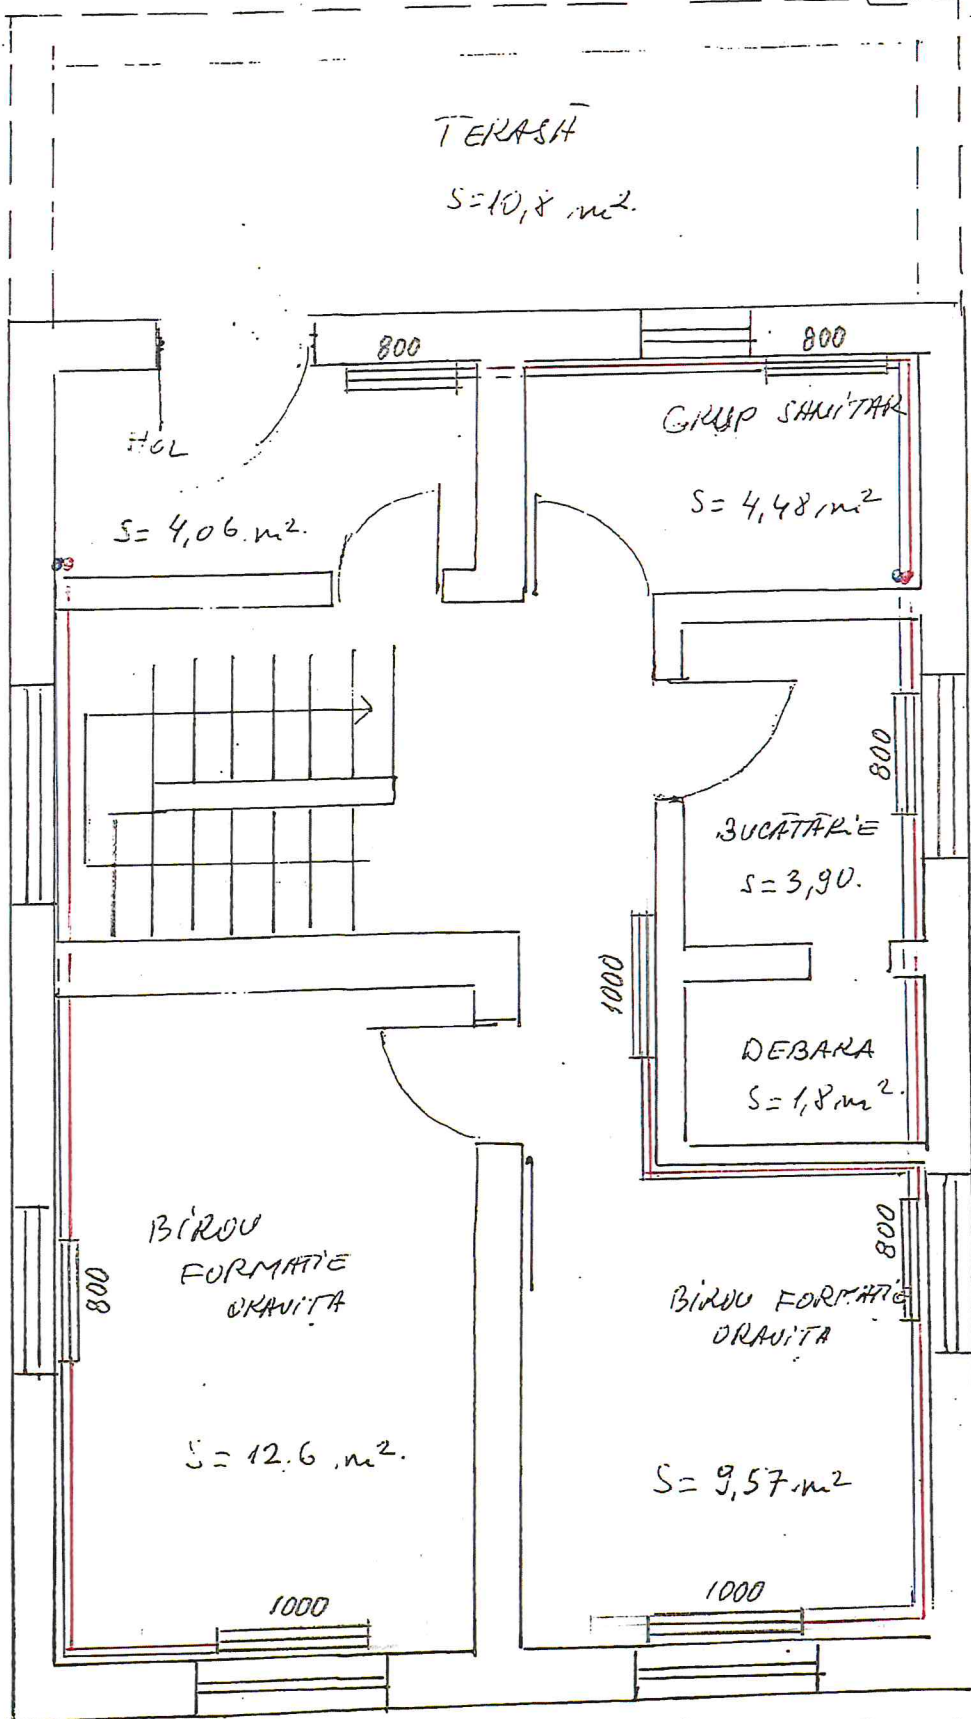 TERASĂ
S=10,8 m².
800
800
HOL
GRUP SANITAR
S= 4,06 m².
S= 4,48 m²
800
BUCĂTĂRIE
S=3,90.
1000
DEBARA
S=1,8 m².
BIROU
FORMAȚIE
ORAVIȚA
800
800
BIROU FORMAȚIE
ORAVIȚA
S= 12.6 m².
S= 9,57 m²
1000
1000